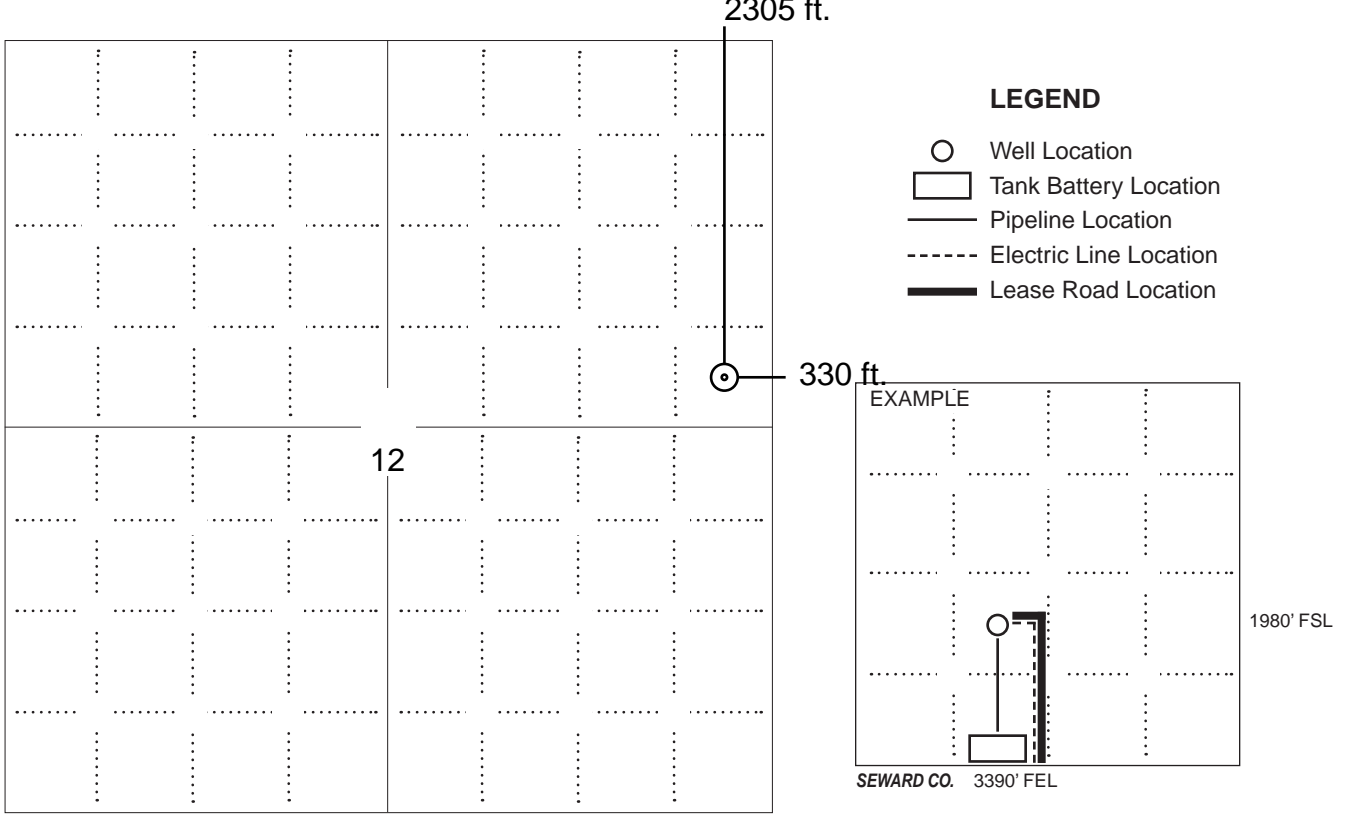 2305 ft.
LEGEND
Well Location
Tank Battery Location
Pipeline Location
Electric Line Location
Lease Road Location
330 ft.
EXAMPLE
12
1980' FSL
SEWARD CO. 3390' FEL